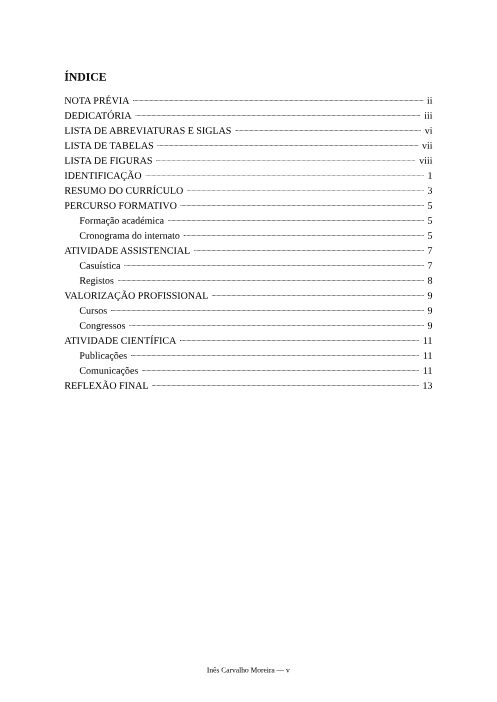 ÍNDICE
NOTA PRÉVIA ii
DEDICATÓRIA iii
LISTA DE ABREVIATURAS E SIGLAS vi
LISTA DE TABELAS vii
LISTA DE FIGURAS viii
IDENTIFICAÇÃO 1
RESUMO DO CURRÍCULO 3
PERCURSO FORMATIVO 5
Formação académica 5
Cronograma do internato 5
ATIVIDADE ASSISTENCIAL 7
Casuística 7
Registos 8
VALORIZAÇÃO PROFISSIONAL 9
Cursos 9
Congressos 9
ATIVIDADE CIENTÍFICA 11
Publicações 11
Comunicações 11
REFLEXÃO FINAL 13
Inês Carvalho Moreira — v